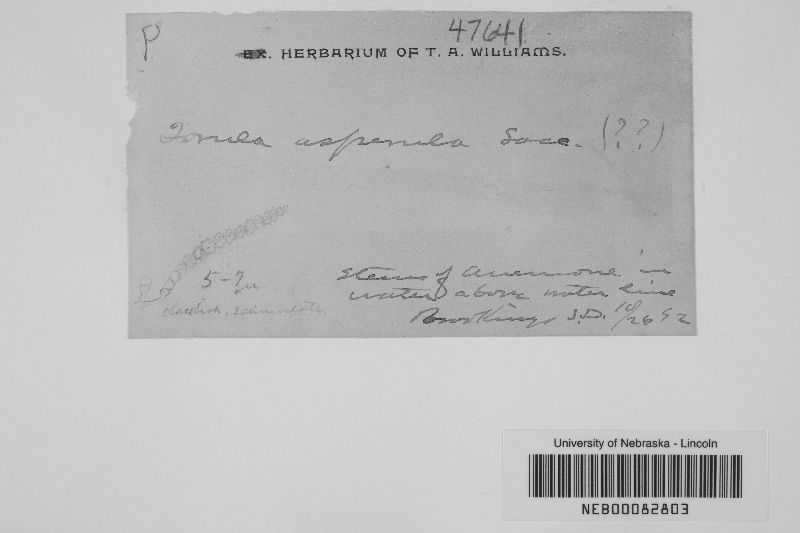 P
47641
EX. HERBARIUM OF T. A. WILLIAMS.
Torula asperula Sacc. (??)
5-7µ
Stems of Anemone in
water above water line
Brookings S.D. 10/26 92
University of Nebraska - Lincoln
NEB00082803